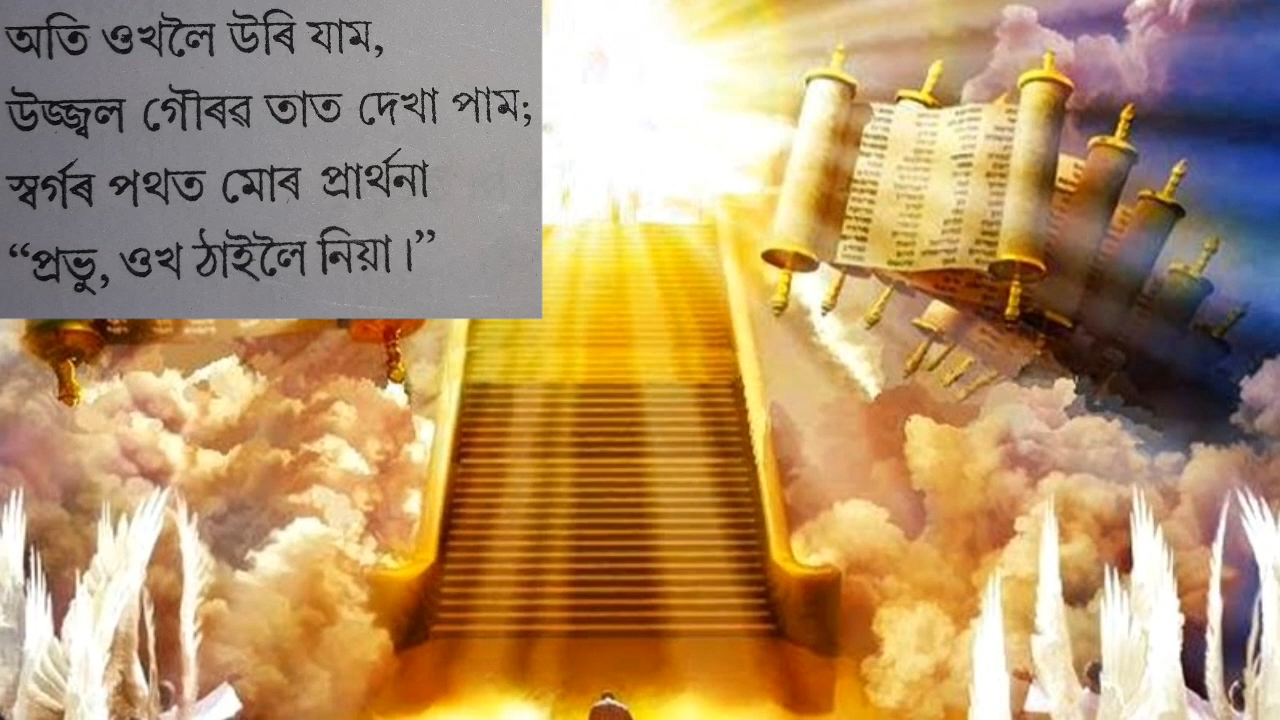 অতি ওখলৈ উৰি যাম,
উজ্জ্বল গৌৰৱ তাত দেখা পাম;
স্বৰ্গৰ পথত মোৰ প্ৰাৰ্থনা
“প্ৰভু, ওখ ঠাইলৈ নিয়া।”